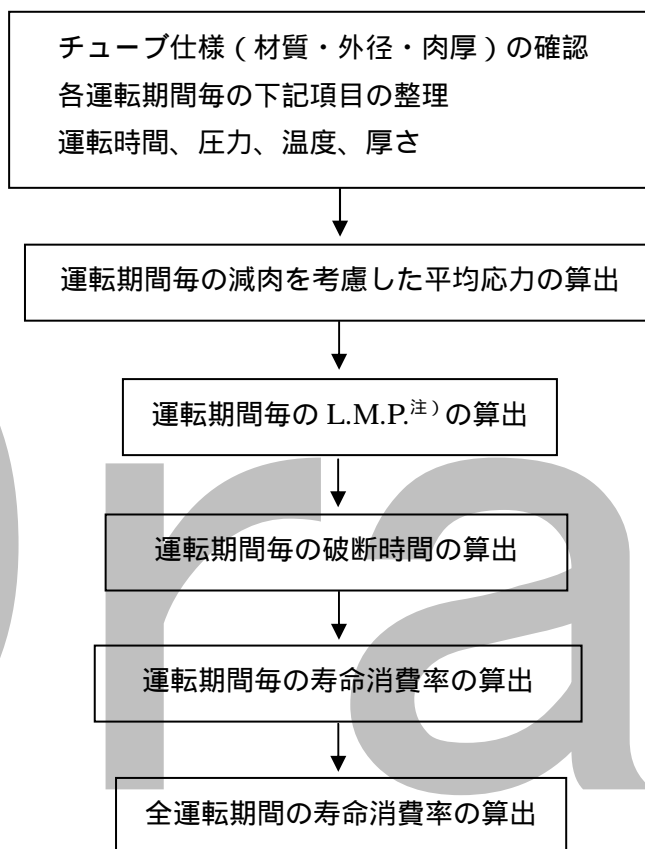 チューブ仕様（材質・外径・肉厚）の確認
各運転期間毎の下記項目の整理
運転時間、圧力、温度、厚さ
運転期間毎の減肉を考慮した平均応力の算出
運転期間毎の L.M.P.注）の算出
運転期間毎の破断時間の算出
運転期間毎の寿命消費率の算出
全運転期間の寿命消費率の算出